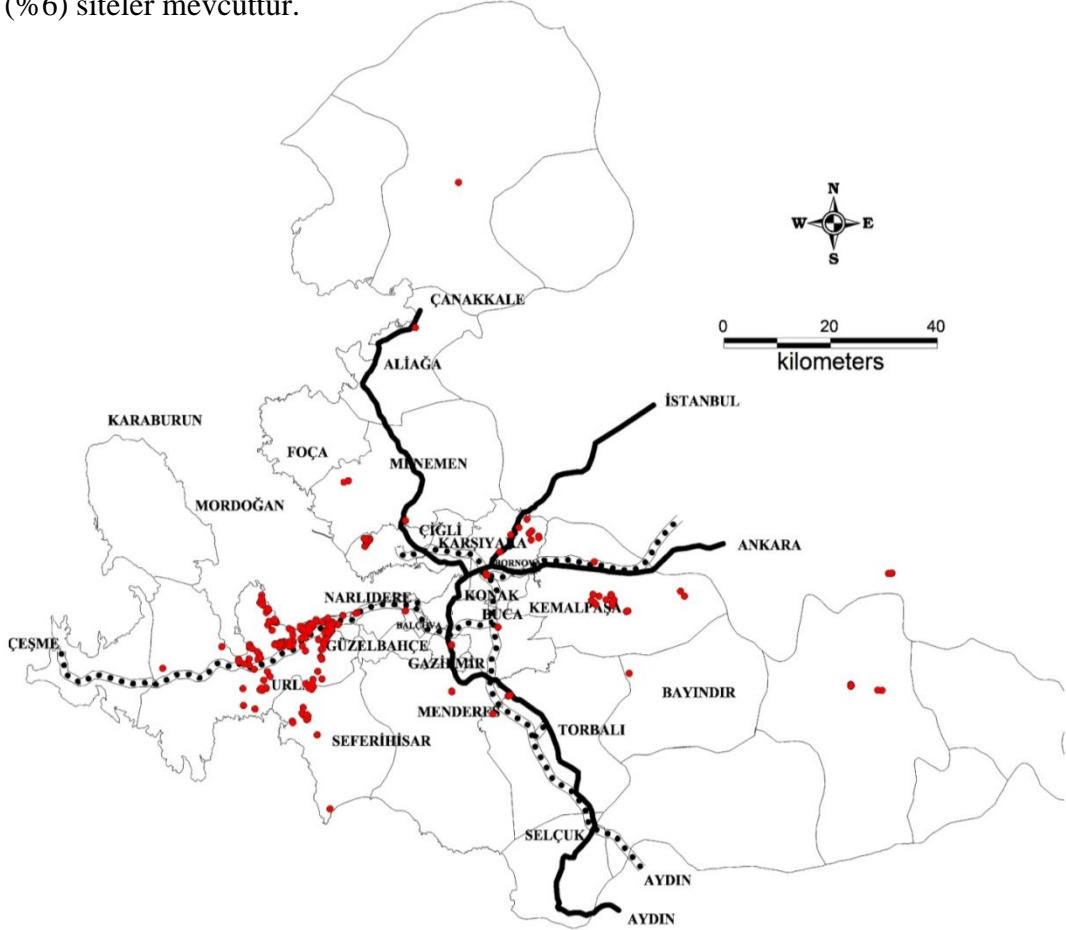 (%6) siteler mevcuttur.
N
W E
S
ÇANAKKALE
0 20 40
kilometers
ALİAĞA
İSTANBUL
KARABURUN
FOÇA
MENEMEN
MORDOĞAN
ÇİĞLİ
KARŞIYAKA
ANKARA
BORNOVA
NARLIDERE
KONAK
KEMALPAŞA
BUCA
BALÇOVA
ÇEŞME
GÜZELBAHÇE
GAZİEMİR
URLA
BAYINDIR
MENDERES
TORBALI
SEFERİHİSAR
SELÇUK
AYDIN
AYDIN